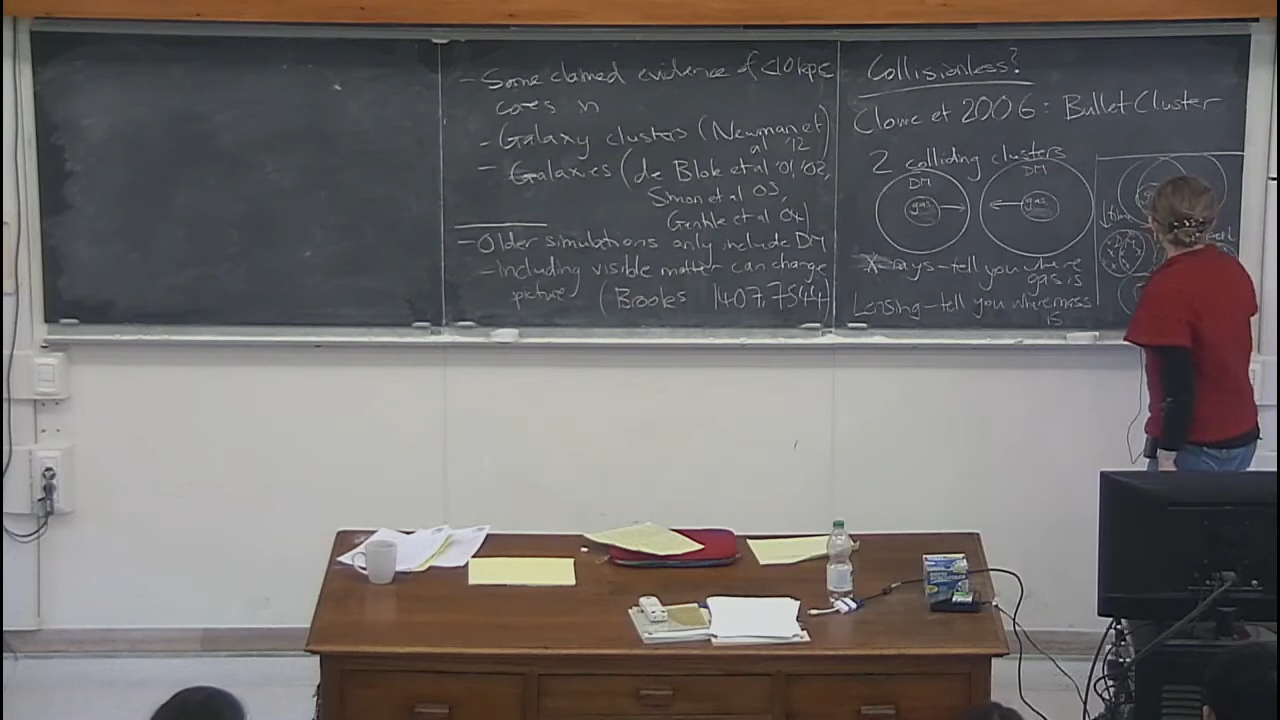 - Some claimed evidence of <10 kpc
cores in
- Galaxy clusters (Newman et
al '12)
- Galaxies (de Blok et al '01, '02,
Simon et al 03,
Gentile et al 04)
- Older simulations only include DM
- Including visible matter can change
picture (Brooks 1407.7544)
Collisionless?
Clowe et 2006: Bullet Cluster
2 colliding clusters
DM
DM
gas
gas
X-rays - tell you where
gas is
Lensing - tell you where mass
is